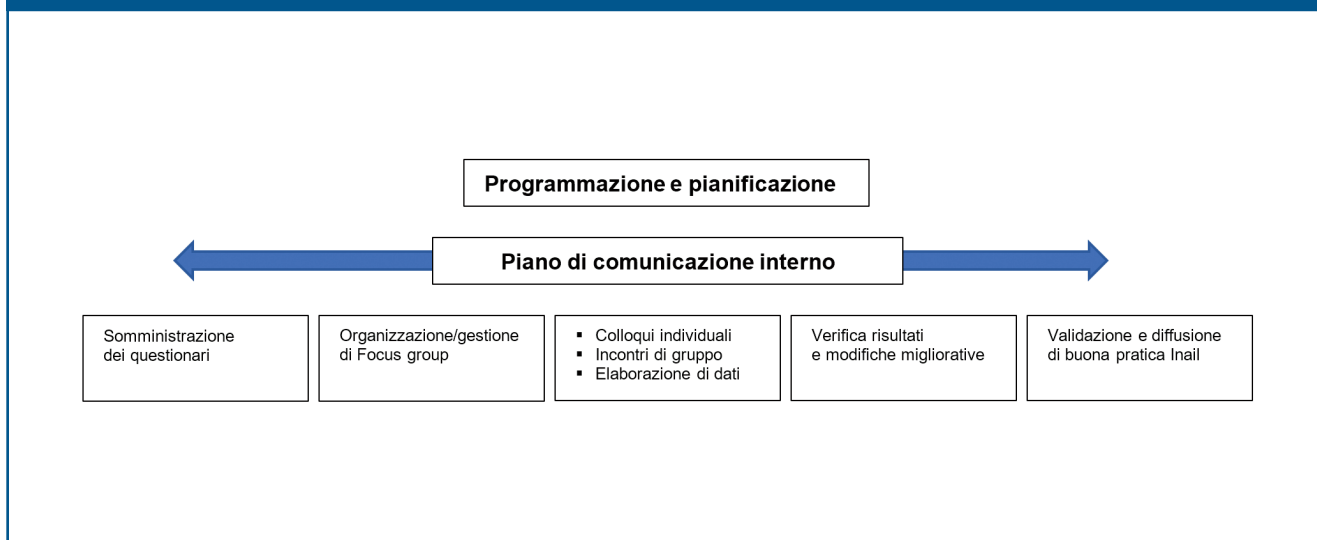 Programmazione e pianificazione
Piano di comunicazione interno
Somministrazione
dei questionari
Organizzazione/gestione
di Focus group
▪ Colloqui individuali
▪ Incontri di gruppo
▪ Elaborazione di dati
Verifica risultati
e modifiche migliorative
Validazione e diffusione
di buona pratica Inail